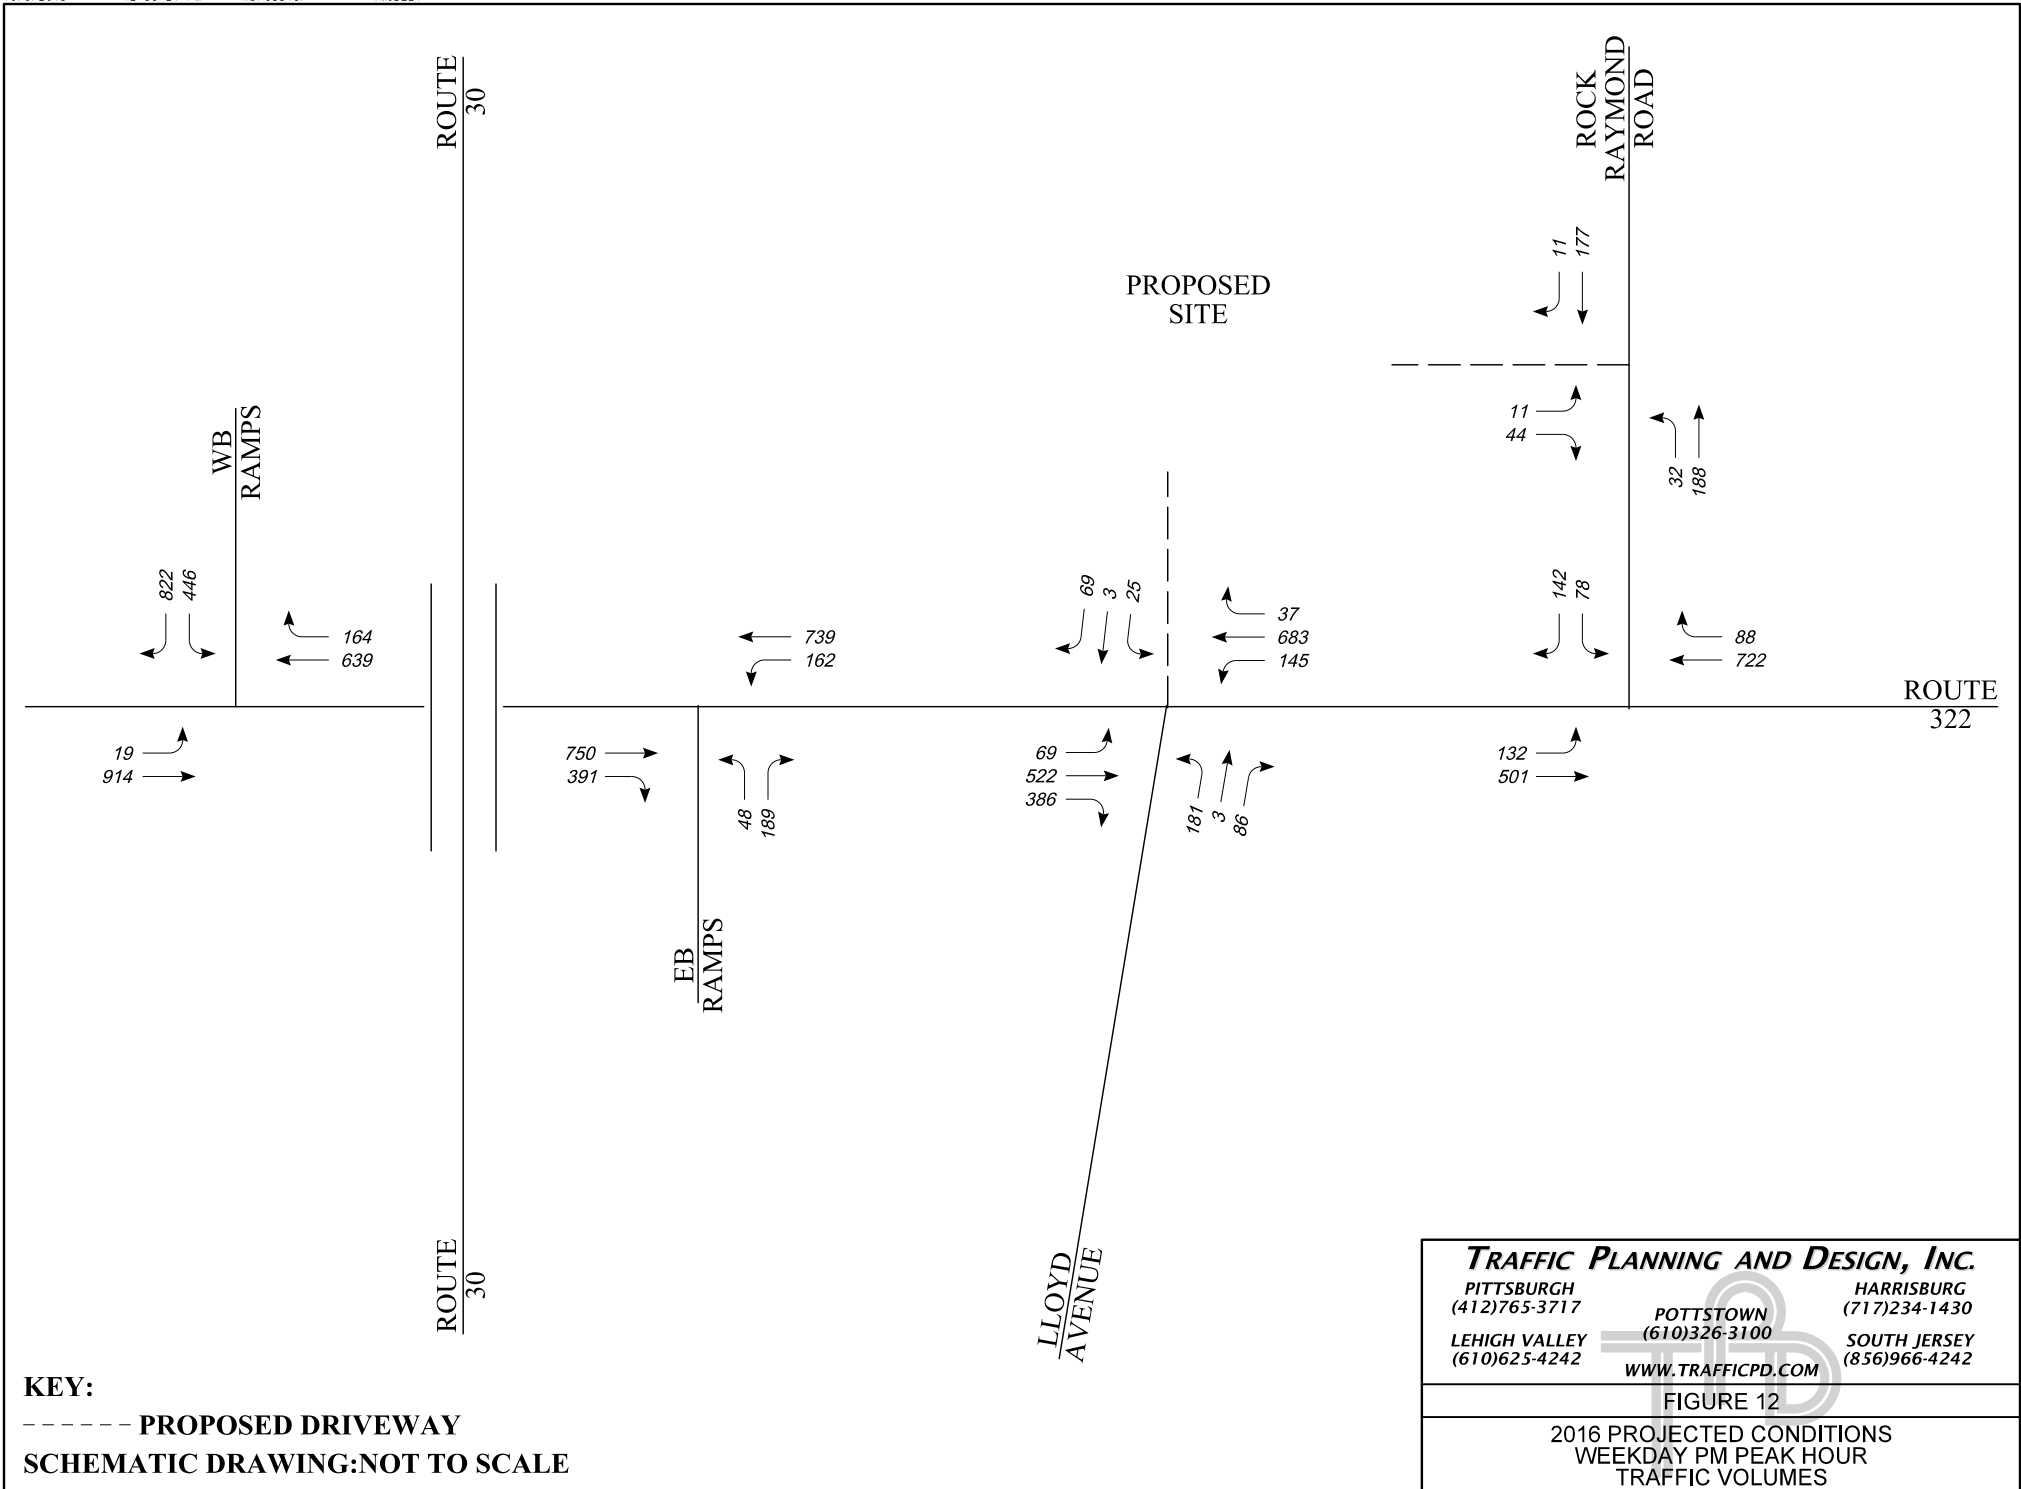 ROUTE
30
ROCK
RAYMOND
ROAD
11
177
PROPOSED
SITE
11
44
32
188
WB
RAMPS
822
446
164
639
739
162
69
3
25
37
683
145
142
78
88
722
ROUTE
322
19
914
750
391
48
189
69
522
386
181
3
86
132
501
EB
RAMPS
ROUTE
30
LLOYD
AVENUE
KEY:
PROPOSED DRIVEWAY
SCHEMATIC DRAWING:NOT TO SCALE
TRAFFIC PLANNING AND DESIGN, INC.
PITTSBURGH
(412)765-3717
HARRISBURG
(717)234-1430
POTTSTOWN
(610)326-3100
LEHIGH VALLEY
(610)625-4242
SOUTH JERSEY
(856)966-4242
WWW.TRAFFICPD.COM
FIGURE 12
2016 PROJECTED CONDITIONS
WEEKDAY PM PEAK HOUR
TRAFFIC VOLUMES